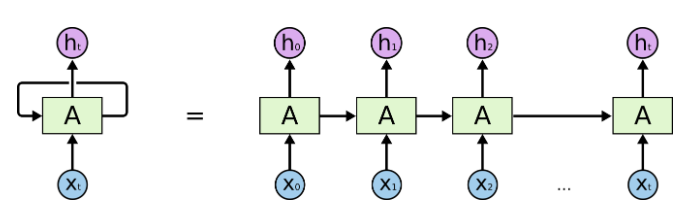 hₜ h₀ h₁ h₂ hₜ
A = A A A A
xₜ x₀ x₁ x₂ ... xₜ